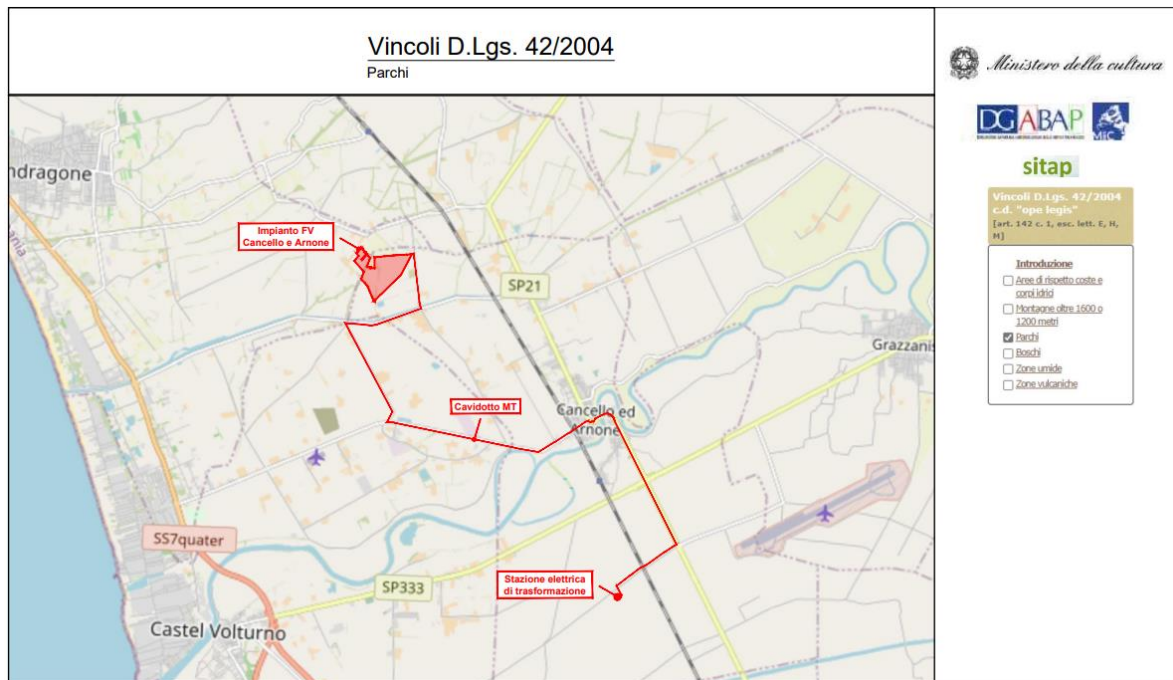 Vincoli D.Lgs. 42/2004
Parchi
ndragone
Impianto FV
Cancello e Arnone
SP21
Grazzanis
Cavidotto MT
Cancello ed
Arnone
SS7quater
SP333
Stazione elettrica
di trasformazione
Castel Volturno
Ministero della cultura
DGABAP
MiC
sitap
Vincoli D.Lgs. 42/2004
c.d. "ope legis"
[art. 142 c. 1, esc. lett. E, H,
M]
Introduzione
Aree di rispetto coste e
corpi idrici
Montagne oltre 1600 o
1200 metri
Parchi
Boschi
Zone umide
Zone vulcaniche